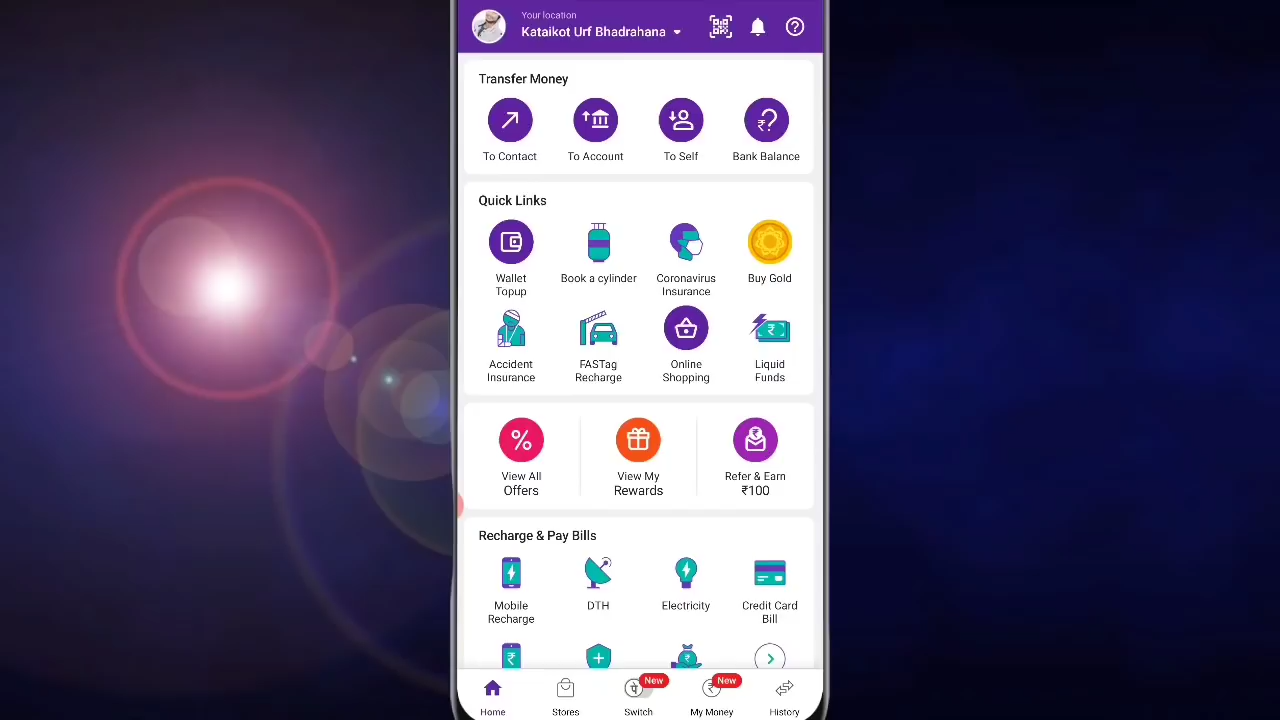 Your location
Kataikot Urf Bhadrahana
Transfer Money
To Contact
To Account
To Self
Bank Balance
Quick Links
Wallet
Topup
Book a cylinder
Coronavirus
Insurance
Buy Gold
Accident
Insurance
FASTag
Recharge
Online
Shopping
Liquid
Funds
View All
Offers
View My
Rewards
Refer & Earn
₹100
Recharge & Pay Bills
Mobile
Recharge
DTH
Electricity
Credit Card
Bill
New
New
Home
Stores
Switch
My Money
History